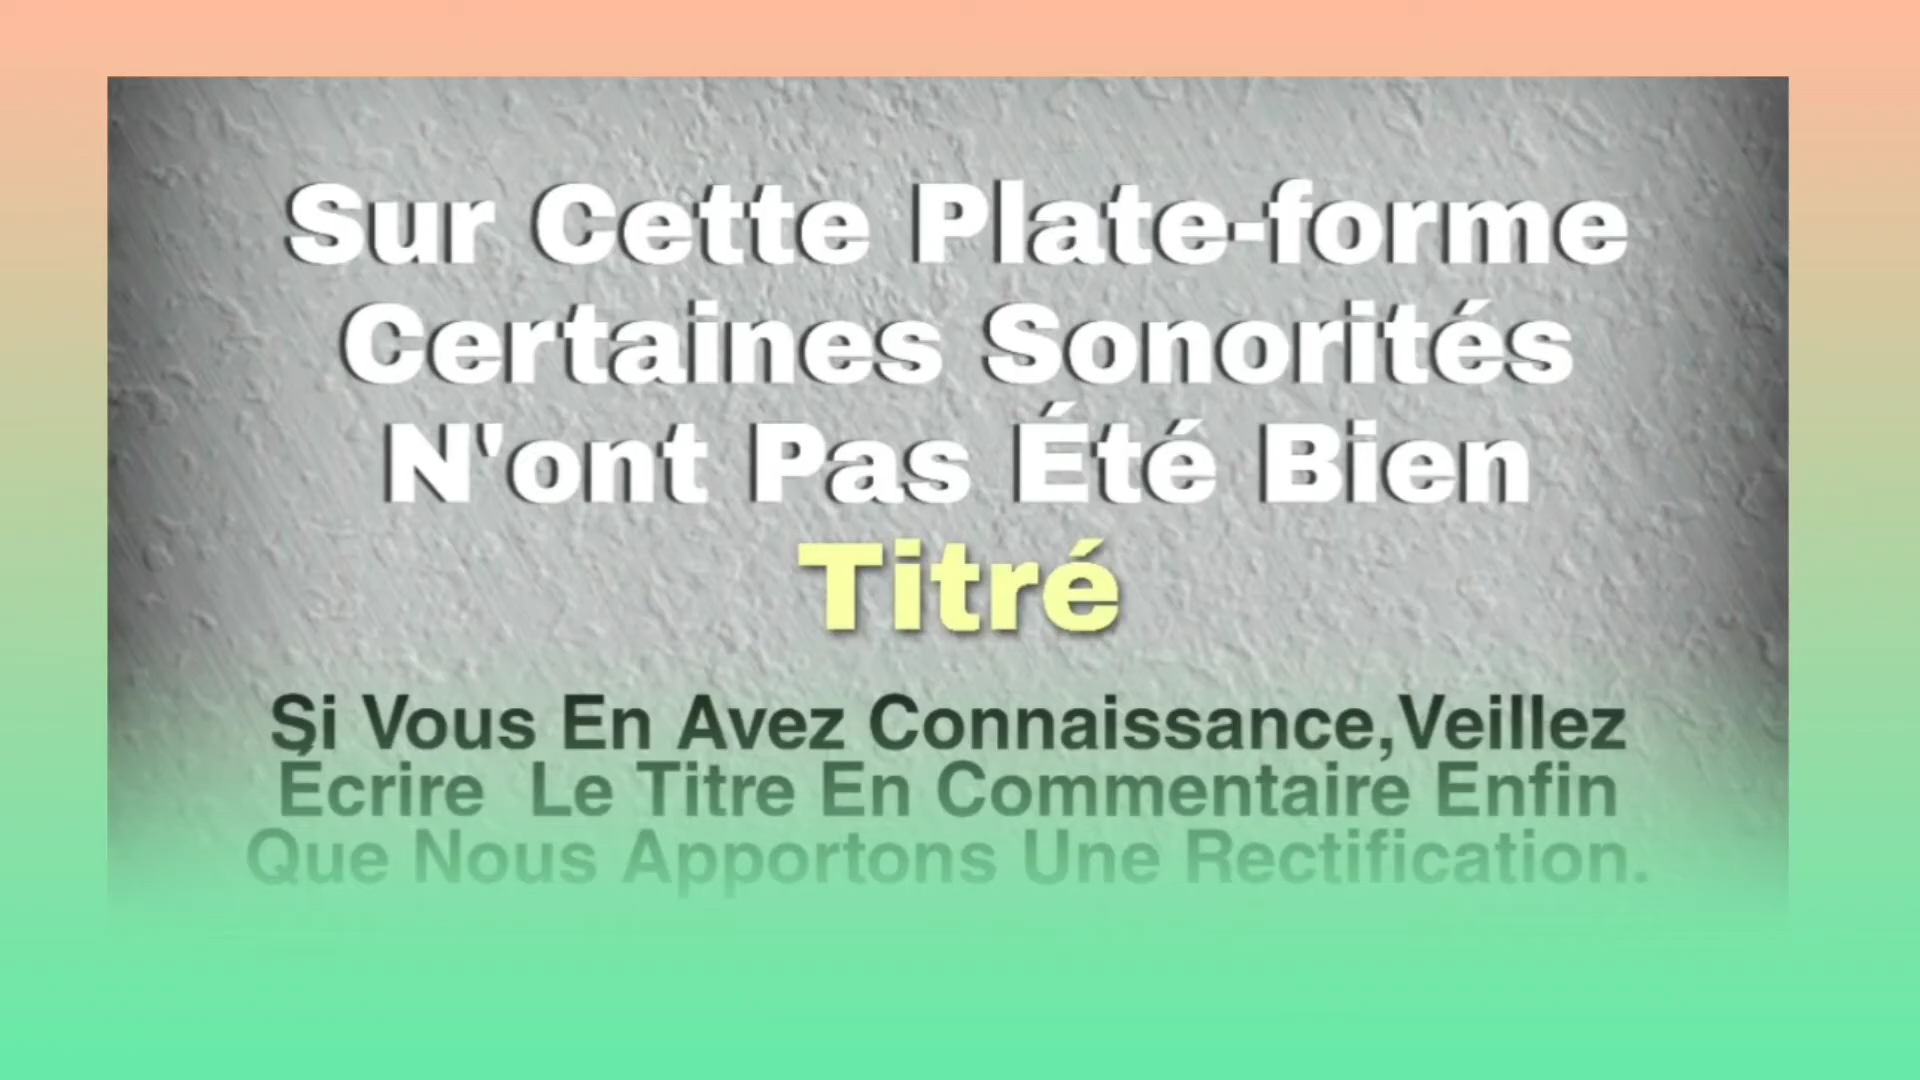 Sur Cette Plate-forme
Certaines Sonorités
N'ont Pas Été Bien
Titré
Si Vous En Avez Connaissance,Veillez
Écrire  Le Titre En Commentaire Enfin
Que Nous Apportons Une Rectification.